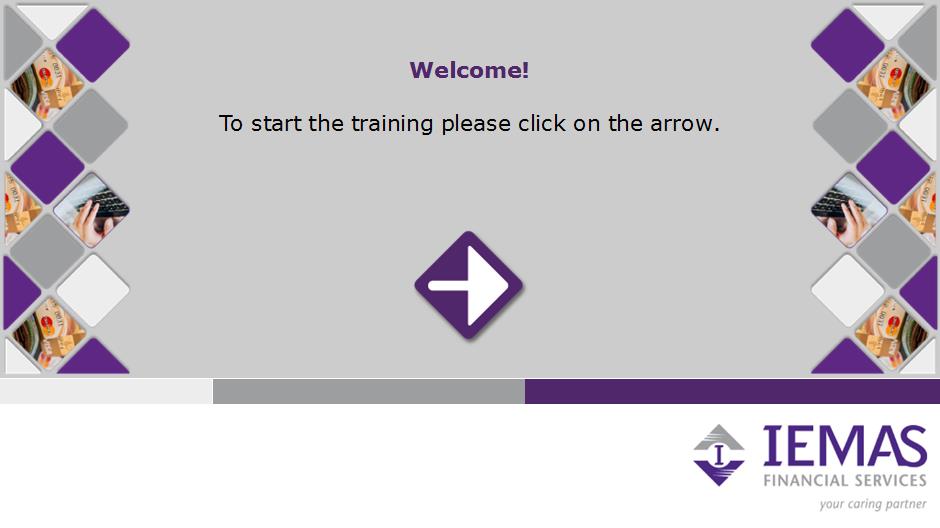 Welcome!
To start the training please click on the arrow.
I
IEMAS
FINANCIAL SERVICES
your caring partner